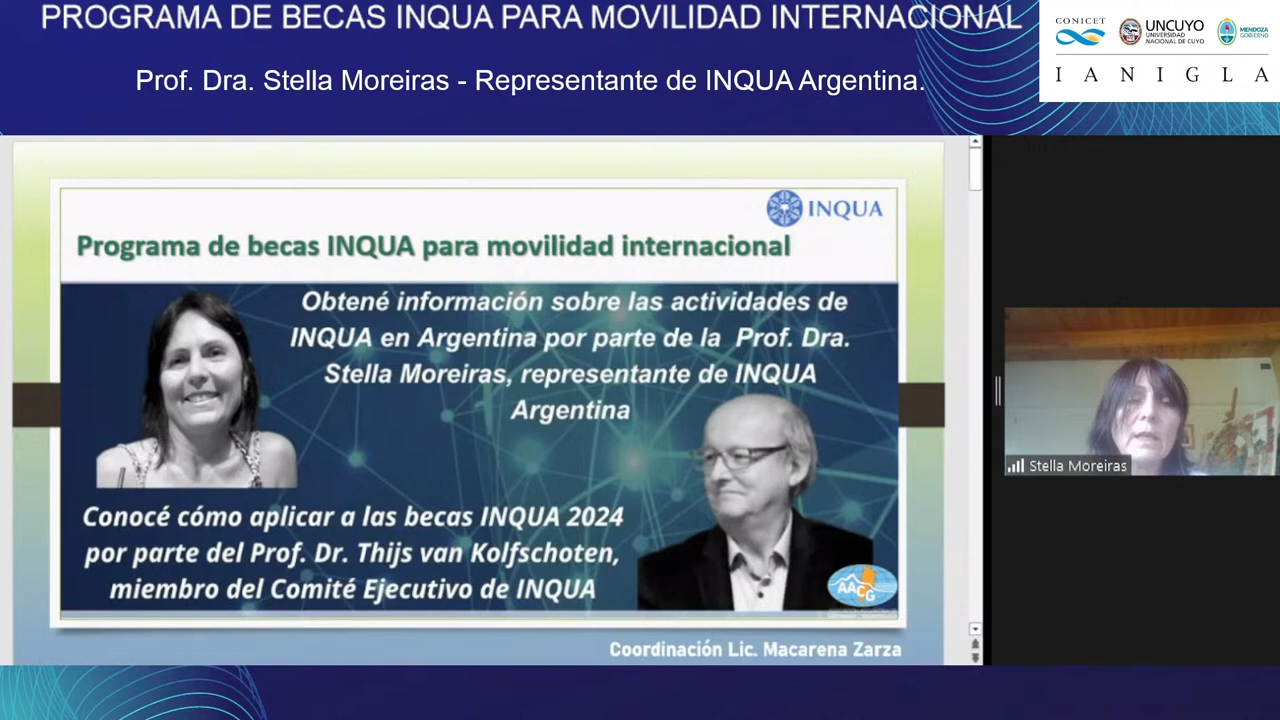 PROGRAMA DE BECAS INQUA PARA MOVILIDAD INTERNACIONAL
Prof. Dra. Stella Moreiras - Representante de INQUA Argentina.
CONICET
UNCUYO
UNIVERSIDAD
NACIONAL DE CUYO
MENDOZA
GOBIERNO
IANIGLA
INQUA
Programa de becas INQUA para movilidad internacional
Obtené información sobre las actividades de
INQUA en Argentina por parte de la Prof. Dra.
Stella Moreiras, representante de INQUA
Argentina
Conocé cómo aplicar a las becas INQUA 2024
por parte del Prof. Dr. Thijs van Kolfschoten,
miembro del Comité Ejecutivo de INQUA
AACG
Coordinación Lic. Macarena Zarza
Stella Moreiras